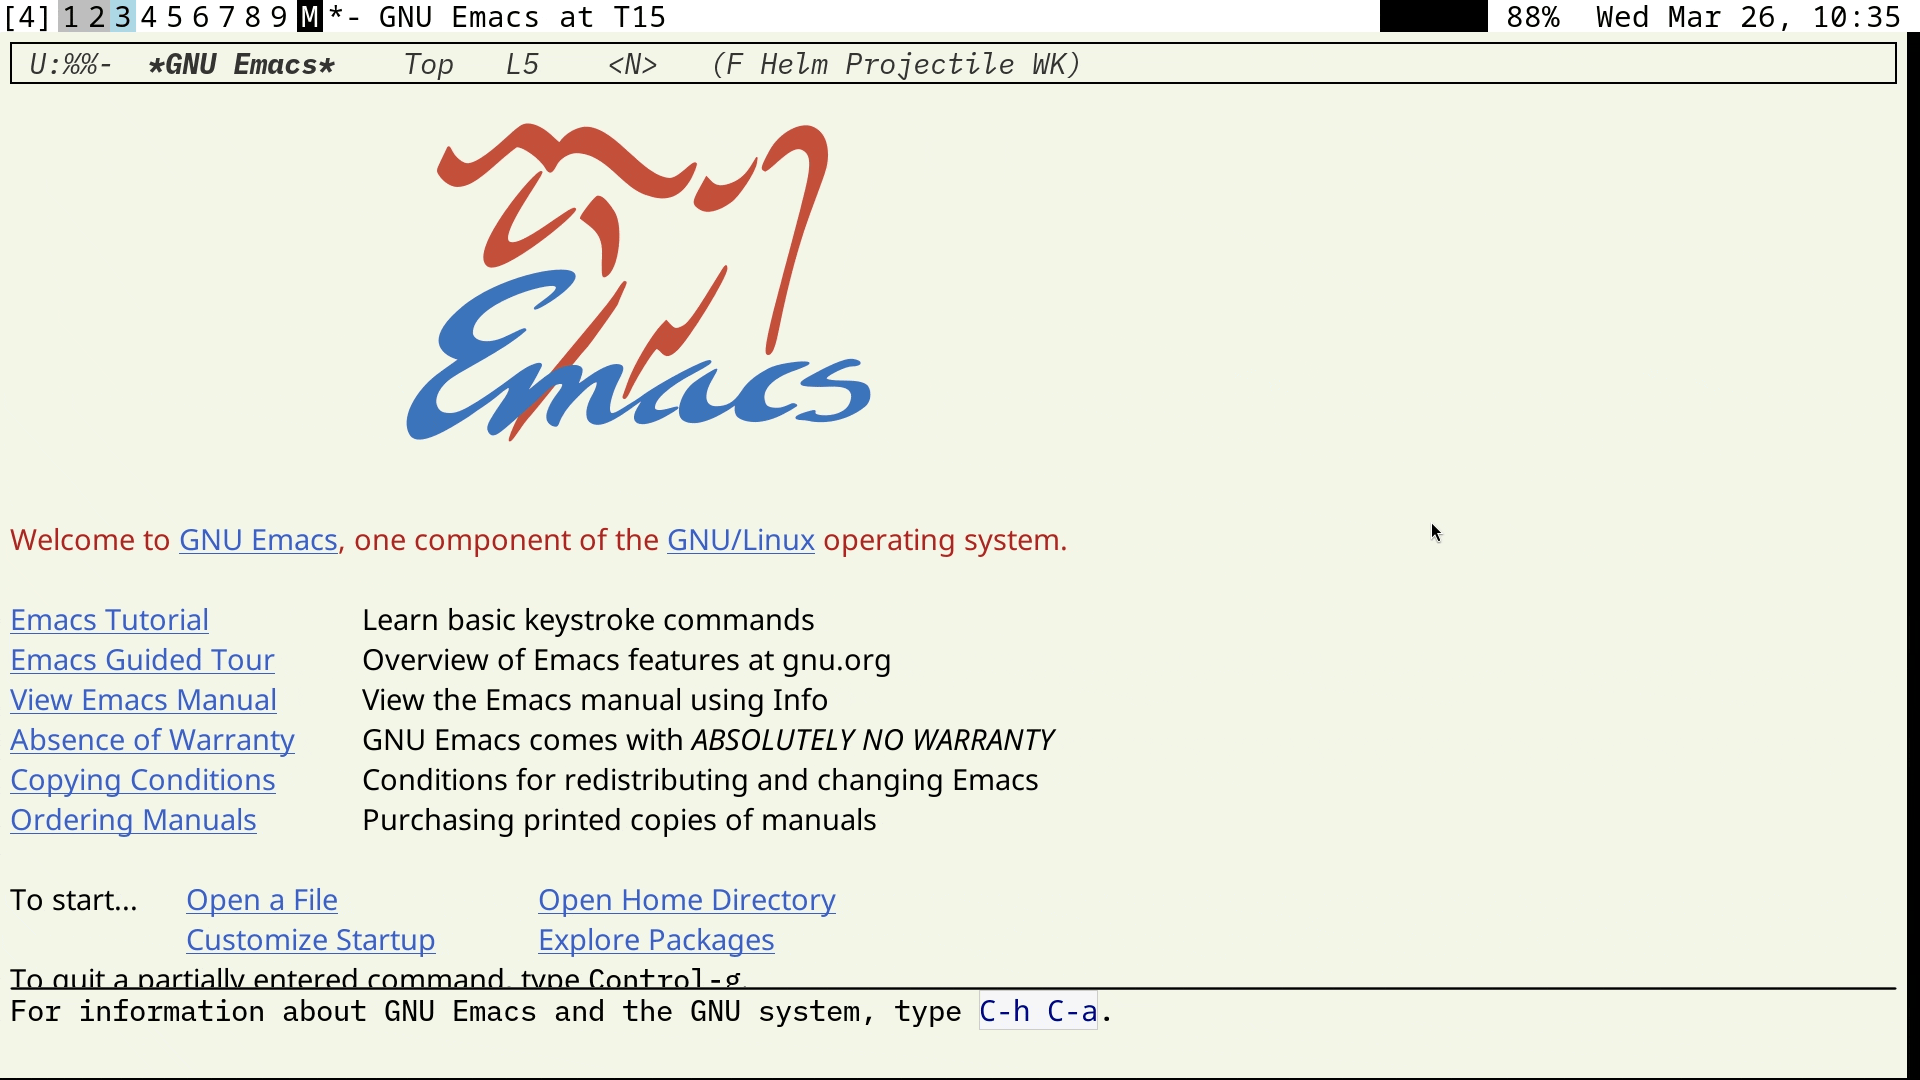 [4] 1 2 3 4 5 6 7 8 9 M *- GNU Emacs at T15 88% Wed Mar 26, 10:35
U:%%- *GNU Emacs* Top L5 <N> (F Helm Projectile WK)
Emacs
Welcome to GNU Emacs, one component of the GNU/Linux operating system.
Emacs Tutorial Learn basic keystroke commands
Emacs Guided Tour Overview of Emacs features at gnu.org
View Emacs Manual View the Emacs manual using Info
Absence of Warranty GNU Emacs comes with ABSOLUTELY NO WARRANTY
Copying Conditions Conditions for redistributing and changing Emacs
Ordering Manuals Purchasing printed copies of manuals
To start... Open a File Open Home Directory
Customize Startup Explore Packages
To quit a partially entered command, type Control-g.
For information about GNU Emacs and the GNU system, type C-h C-a.